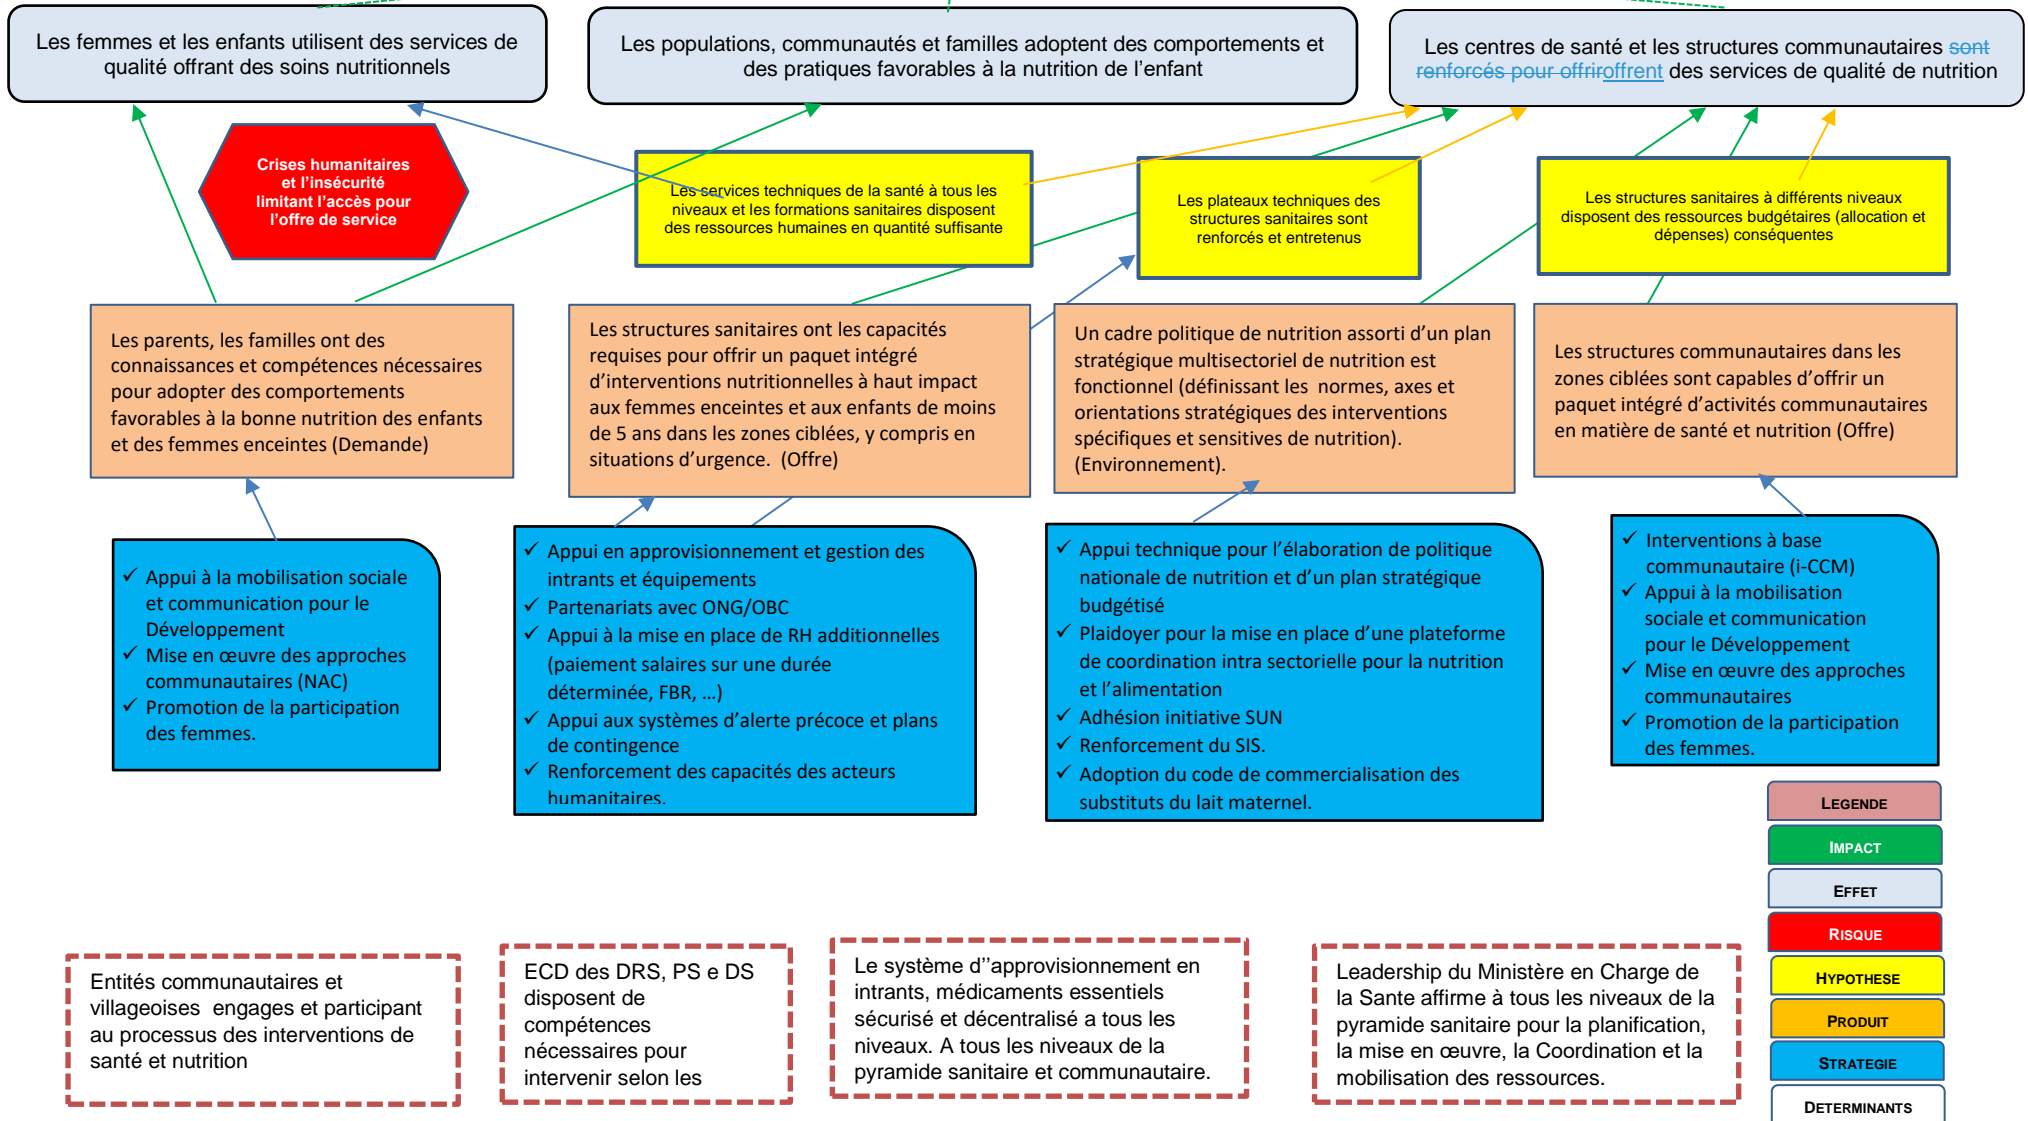 Les femmes et les enfants utilisent des services de
qualité offrant des soins nutritionnels
Les populations, communautés et familles adoptent des comportements et
des pratiques favorables à la nutrition de l’enfant
Les centres de santé et les structures communautaires sont
renforcés pour offriroffrent des services de qualité de nutrition
Crises humanitaires
et l’insécurité
limitant l’accès pour
l’offre de service
Les services techniques de la santé à tous les
niveaux et les formations sanitaires disposent
des ressources humaines en quantité suffisante
Les plateaux techniques des
structures sanitaires sont
renforcés et entretenus
Les structures sanitaires à différents niveaux
disposent des ressources budgétaires (allocation et
dépenses) conséquentes
Les parents, les familles ont des
connaissances et compétences nécessaires
pour adopter des comportements
favorables à la bonne nutrition des enfants
et des femmes enceintes (Demande)
Les structures sanitaires ont les capacités
requises pour offrir un paquet intégré
d’interventions nutritionnelles à haut impact
aux femmes enceintes et aux enfants de moins
de 5 ans dans les zones ciblées, y compris en
situations d’urgence. (Offre)
Un cadre politique de nutrition assorti d’un plan
stratégique multisectoriel de nutrition est
fonctionnel (définissant les normes, axes et
orientations stratégiques des interventions
spécifiques et sensitives de nutrition).
(Environnement).
Les structures communautaires dans les
zones ciblées sont capables d’offrir un
paquet intégré d’activités communautaires
en matière de santé et nutrition (Offre)
✓ Appui à la mobilisation sociale
et communication pour le
Développement
✓ Mise en œuvre des approches
communautaires (NAC)
✓ Promotion de la participation
des femmes.
✓ Appui en approvisionnement et gestion des
intrants et équipements
✓ Partenariats avec ONG/OBC
✓ Appui à la mise en place de RH additionnelles
(paiement salaires sur une durée
déterminée, FBR, …)
✓ Appui aux systèmes d’alerte précoce et plans
de contingence
✓ Renforcement des capacités des acteurs
humanitaires.
✓ Appui technique pour l’élaboration de politique
nationale de nutrition et d’un plan stratégique
budgétisé
✓ Plaidoyer pour la mise en place d’une plateforme
de coordination intra sectorielle pour la nutrition
et l’alimentation
✓ Adhésion initiative SUN
✓ Renforcement du SIS.
✓ Adoption du code de commercialisation des
substituts du lait maternel.
✓ Interventions à base
communautaire (i-CCM)
✓ Appui à la mobilisation
sociale et communication
pour le Développement
✓ Mise en œuvre des approches
communautaires
✓ Promotion de la participation
des femmes.
LEGENDE
IMPACT
EFFET
RISQUE
HYPOTHESE
PRODUIT
STRATEGIE
DETERMINANTS
Entités communautaires et
villageoises engages et participant
au processus des interventions de
santé et nutrition
ECD des DRS, PS e DS
disposent de
compétences
nécessaires pour
intervenir selon les
Le système d’’approvisionnement en
intrants, médicaments essentiels
sécurisé et décentralisé a tous les
niveaux. A tous les niveaux de la
pyramide sanitaire et communautaire.
Leadership du Ministère en Charge de
la Sante affirme à tous les niveaux de la
pyramide sanitaire pour la planification,
la mise en œuvre, la Coordination et la
mobilisation des ressources.